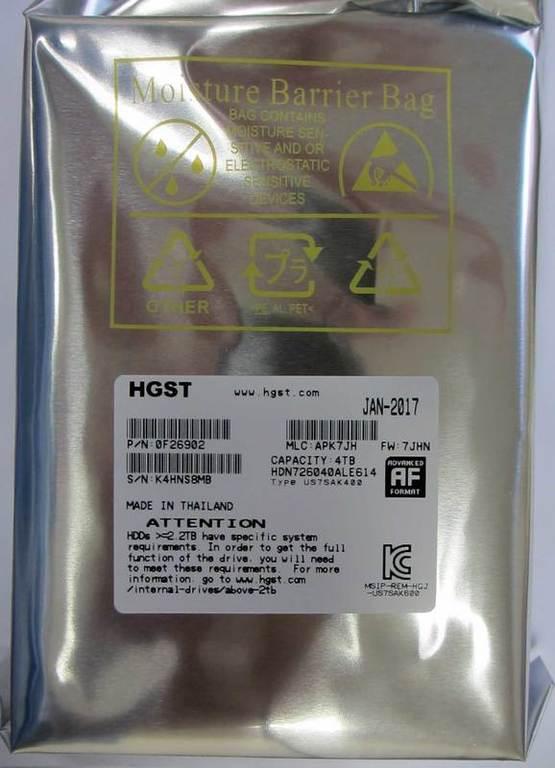 Moisture Barrier Bag
BAG CONTAINS
MOISTURE SEN-
SITIVE AND OR
ELECTROSTATIC
SENSITIVE
DEVICES
プラ
OTHER
HGST
www.hgst.com
JAN-2017
P/N:0F26902
MLC:APK7JH
FW:7JHN
S/N:K4HNS8MB
CAPACITY:4TB
HDN726040ALE614
Type US7SAK400
ADVANCED
AF
FORMAT
MADE IN THAILAND
ATTENTION
HDDs >=2.2TB have specific system
requirements. In order to get the full
function of the drive, you will need
to meet these requirements. For more
information, go to www.hgst.com
/internal-drives/above-2tb
MSIP-REM-HGJ
-US7SAK600